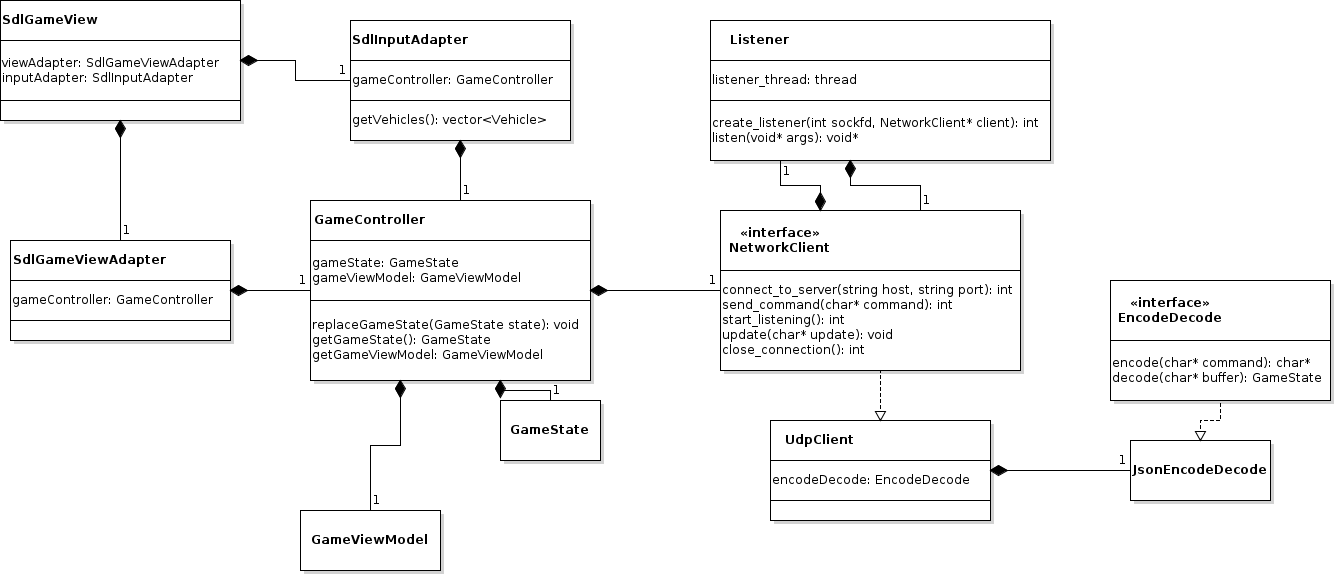 SdlGameView
viewAdapter: SdlGameViewAdapter
inputAdapter: SdlInputAdapter
1
SdlInputAdapter
gameController: GameController
getVehicles(): vector<Vehicle>
1
Listener
listener_thread: thread
create_listener(int sockfd, NetworkClient* client): int
listen(void* args): void*
1
1
1
SdlGameViewAdapter
gameController: GameController
1
GameController
gameState: GameState
gameViewModel: GameViewModel
replaceGameState(GameState state): void
getGameState(): GameState
getGameViewModel: GameViewModel
1
«interface»
NetworkClient
connect_to_server(string host, string port): int
send_command(char* command): int
start_listening(): int
update(char* update): void
close_connection(): int
«interface»
EncodeDecode
encode(char* command): char*
decode(char* buffer): GameState
1
GameState
1
GameViewModel
UdpClient
encodeDecode: EncodeDecode
1
JsonEncodeDecode